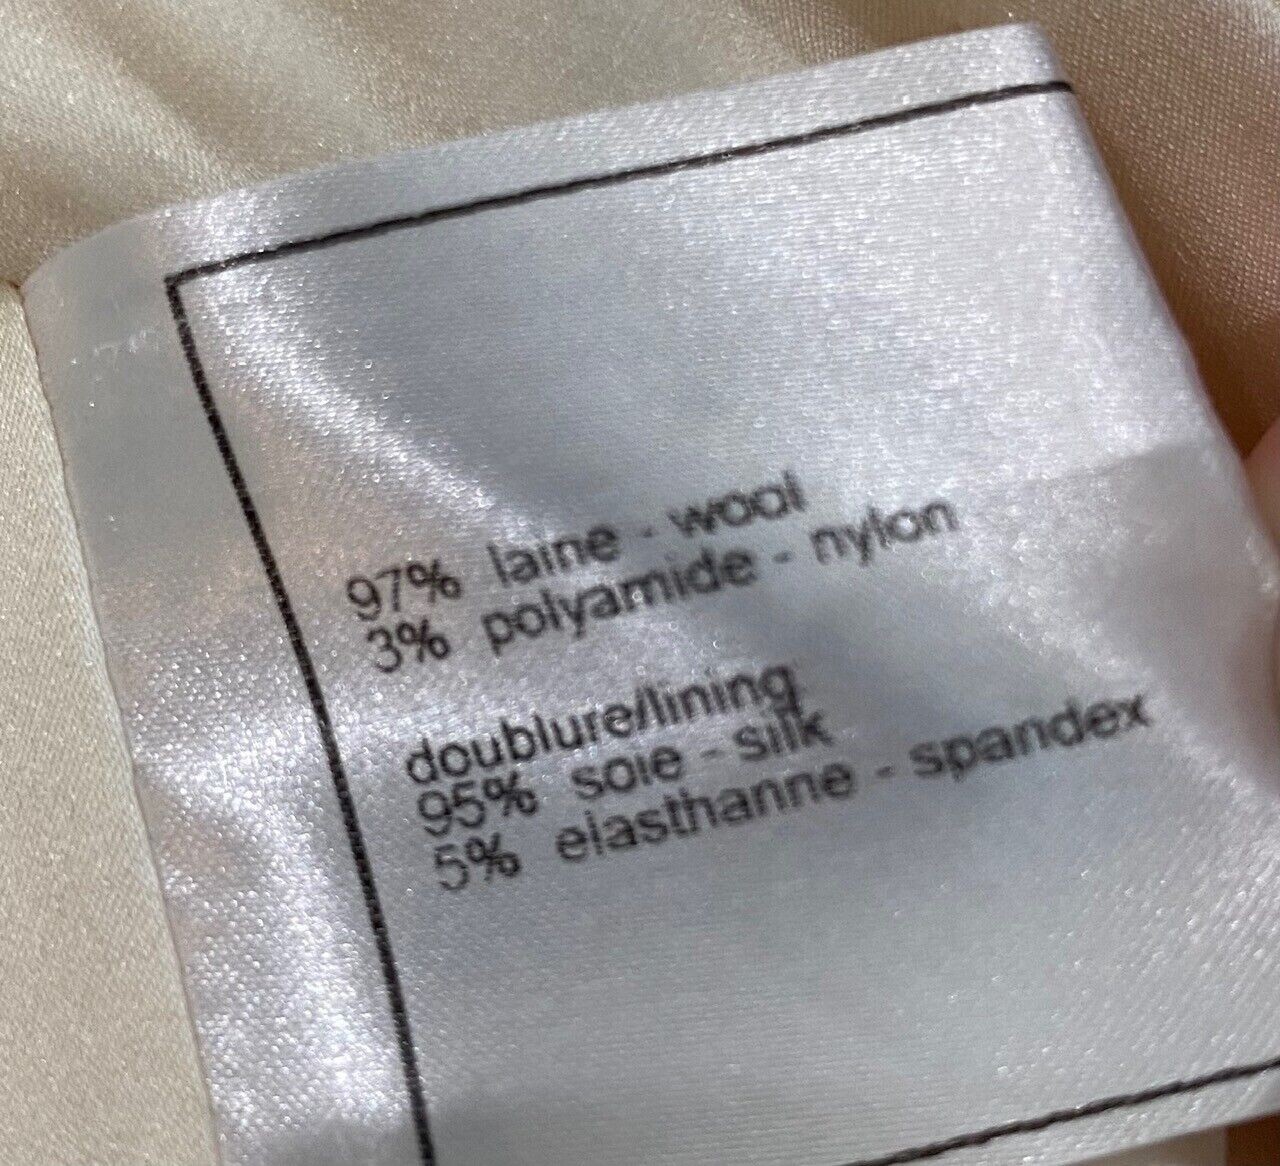 97% laine - wool
3% polyamide - nylon
doublure/lining
95% soie - silk
5% elasthanne - spandex